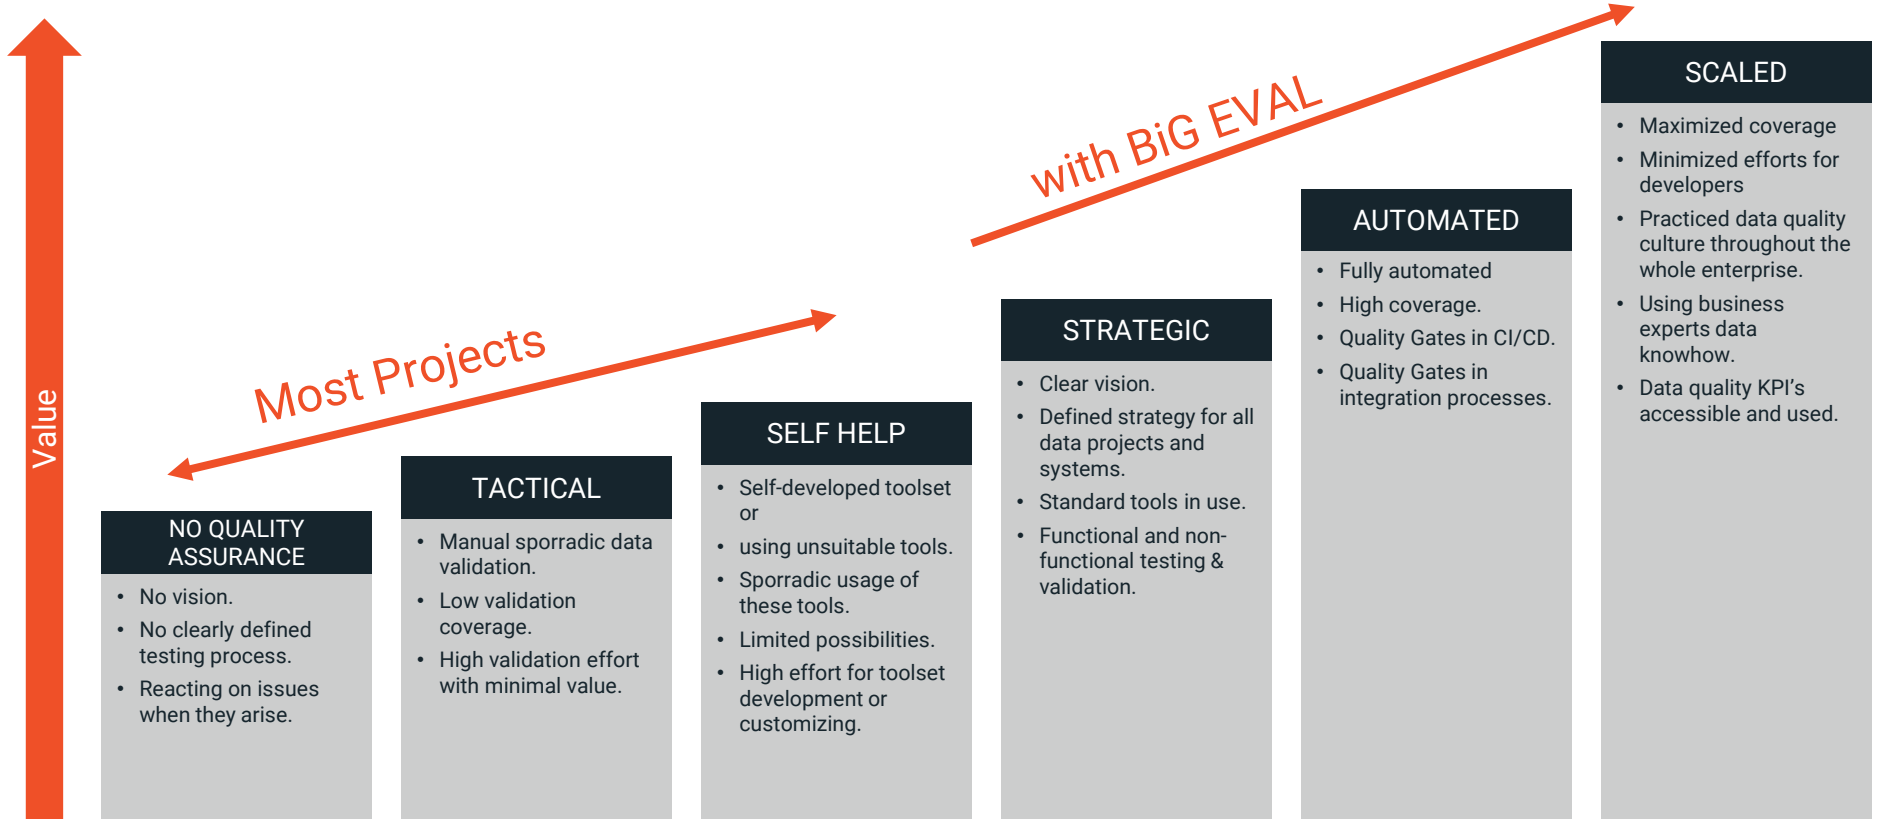 Value
Most Projects
with BiG EVAL
NO QUALITY
ASSURANCE
• No vision.
• No clearly defined
testing process.
• Reacting on issues
when they arise.
TACTICAL
• Manual sporradic data
validation.
• Low validation
coverage.
• High validation effort
with minimal value.
SELF HELP
• Self-developed toolset
or
• using unsuitable tools.
• Sporradic usage of
these tools.
• Limited possibilities.
• High effort for toolset
development or
customizing.
STRATEGIC
• Clear vision.
• Defined strategy for all
data projects and
systems.
• Standard tools in use.
• Functional and non-
functional testing &
validation.
AUTOMATED
• Fully automated
• High coverage.
• Quality Gates in CI/CD.
• Quality Gates in
integration processes.
SCALED
• Maximized coverage
• Minimized efforts for
developers
• Practiced data quality
culture throughout the
whole enterprise.
• Using business
experts data
knowhow.
• Data quality KPI's
accessible and used.